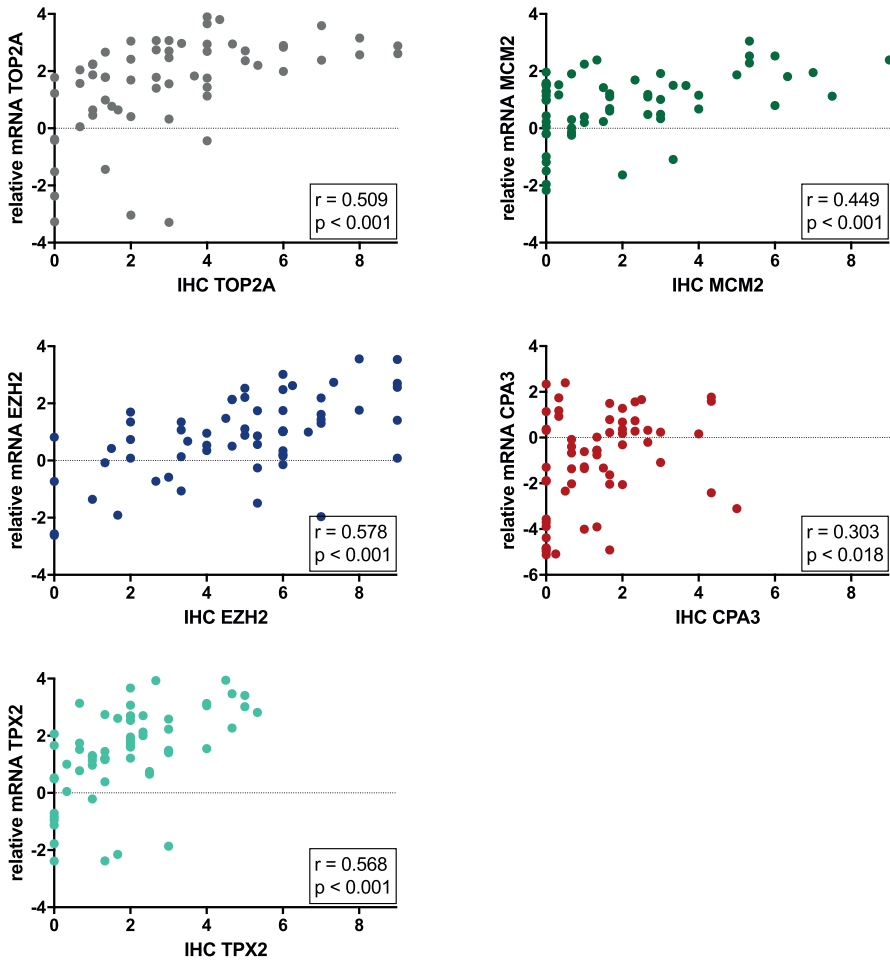 relative mRNA TOP2A
4
2
0
-2
-4
r = 0.509
p < 0.001
0 2 4 6 8
IHC TOP2A
relative mRNA MCM2
4
2
0
-2
-4
r = 0.449
p < 0.001
0 2 4 6 8
IHC MCM2
relative mRNA EZH2
4
2
0
-2
-4
r = 0.578
p < 0.001
0 2 4 6 8
IHC EZH2
relative mRNA CPA3
4
2
0
-2
-4
-6
r = 0.303
p < 0.018
0 2 4 6 8
IHC CPA3
relative mRNA TPX2
4
2
0
-2
-4
r = 0.568
p < 0.001
0 2 4 6 8
IHC TPX2